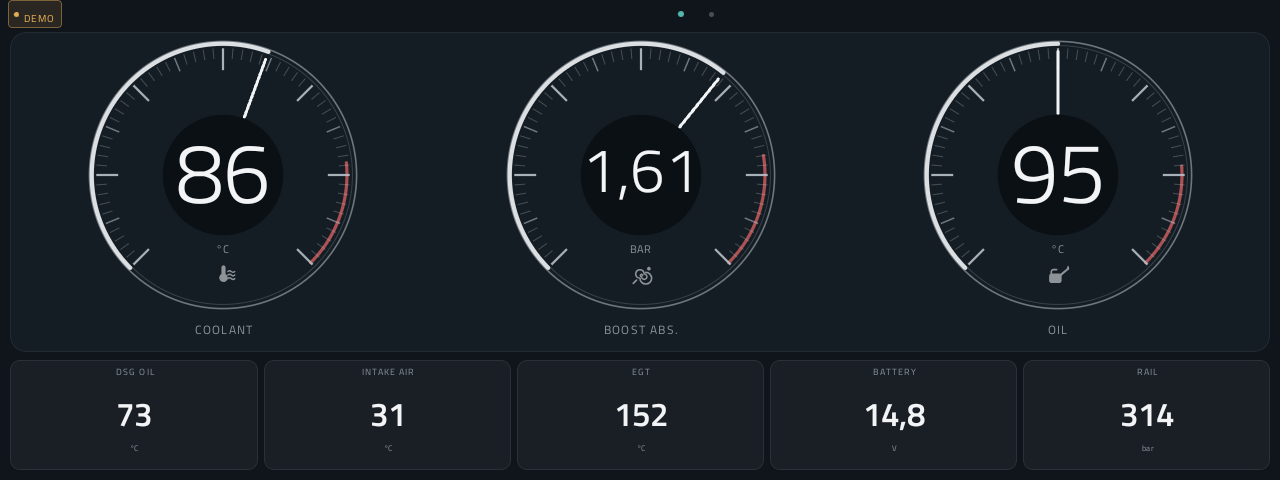 DEMO
86
°C
COOLANT
1,61
BAR
BOOST ABS.
95
°C
OIL
DSG OIL
73
°C
INTAKE AIR
31
°C
EGT
152
°C
BATTERY
14,8
V
RAIL
314
bar